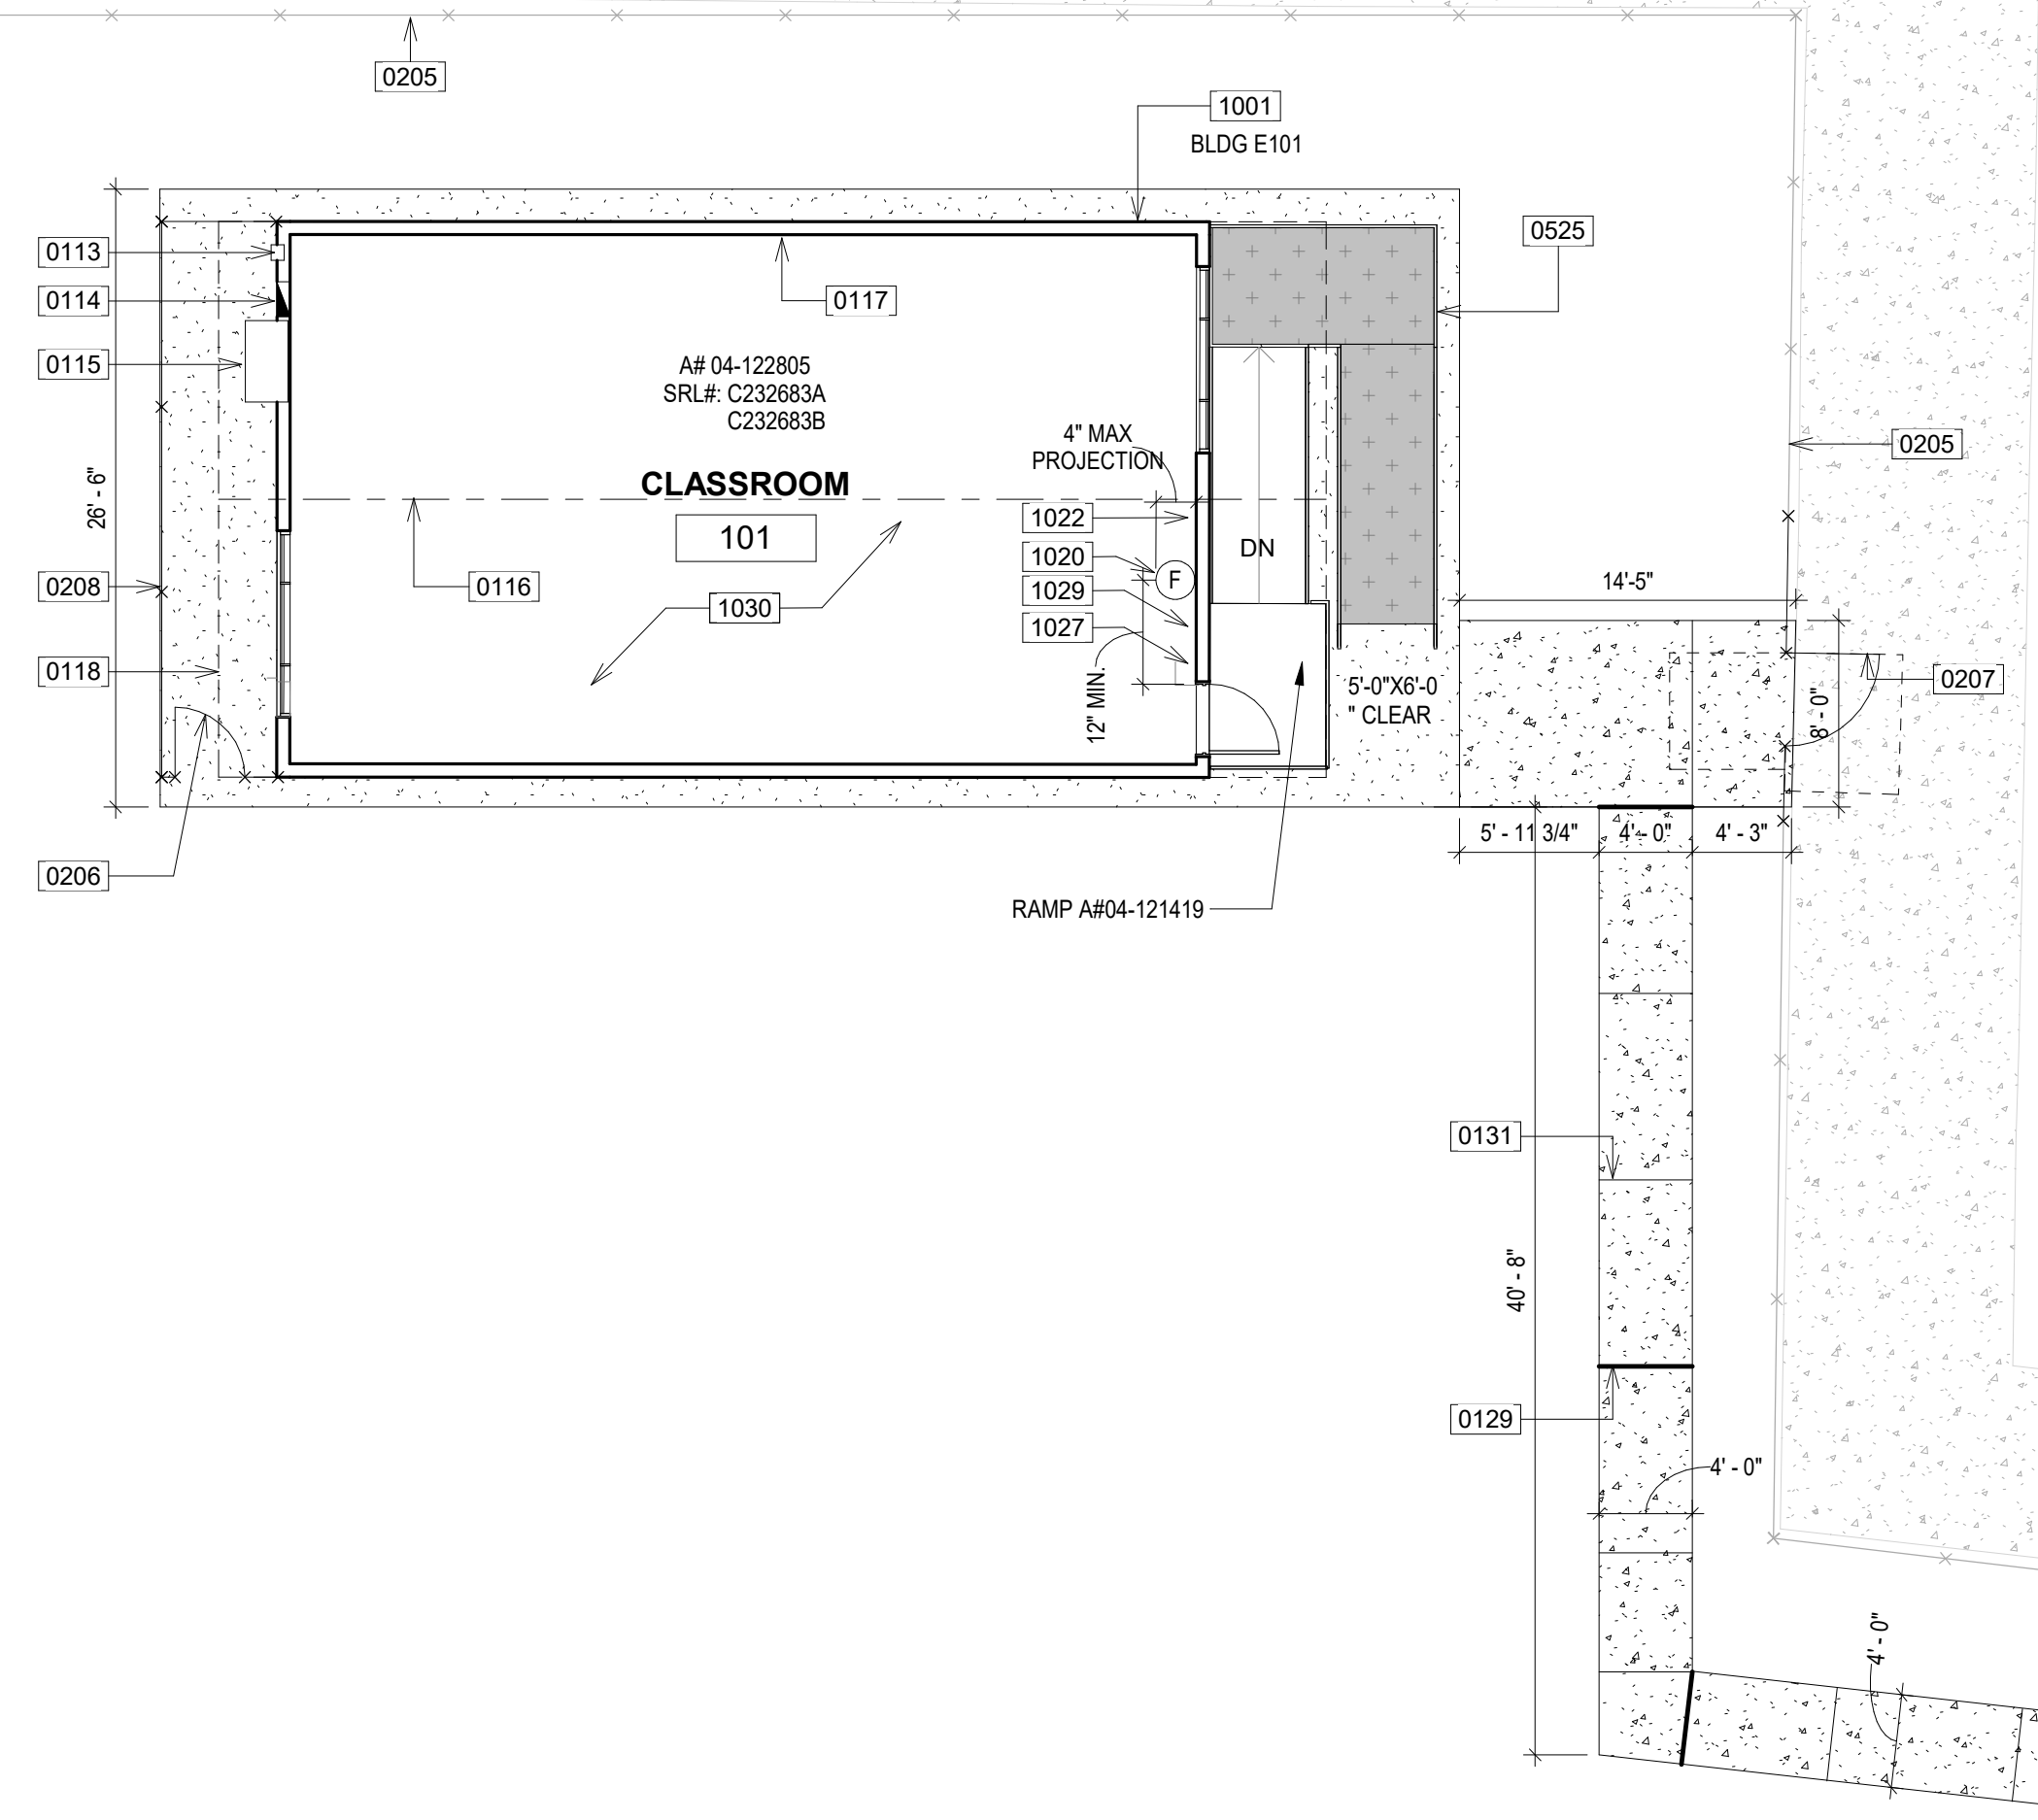 0205
1001
BLDG E101
0525
0113
0114
0117
0115
A# 04-122805
SRL#: C232683A
C232683B
4" MAX
PROJECTION
0205
CLASSROOM
26' - 6"
1022
101
DN
1020
0208
0116
F
14'-5"
1029
1030
1027
0118
12" MIN.
5'-0"X6'-0
" CLEAR
0207
8' - 0"
5' - 11 3/4"
4' - 0"
4' - 3"
0206
RAMP A#04-121419
0131
40' - 8"
0129
4' - 0"
4' - 0"